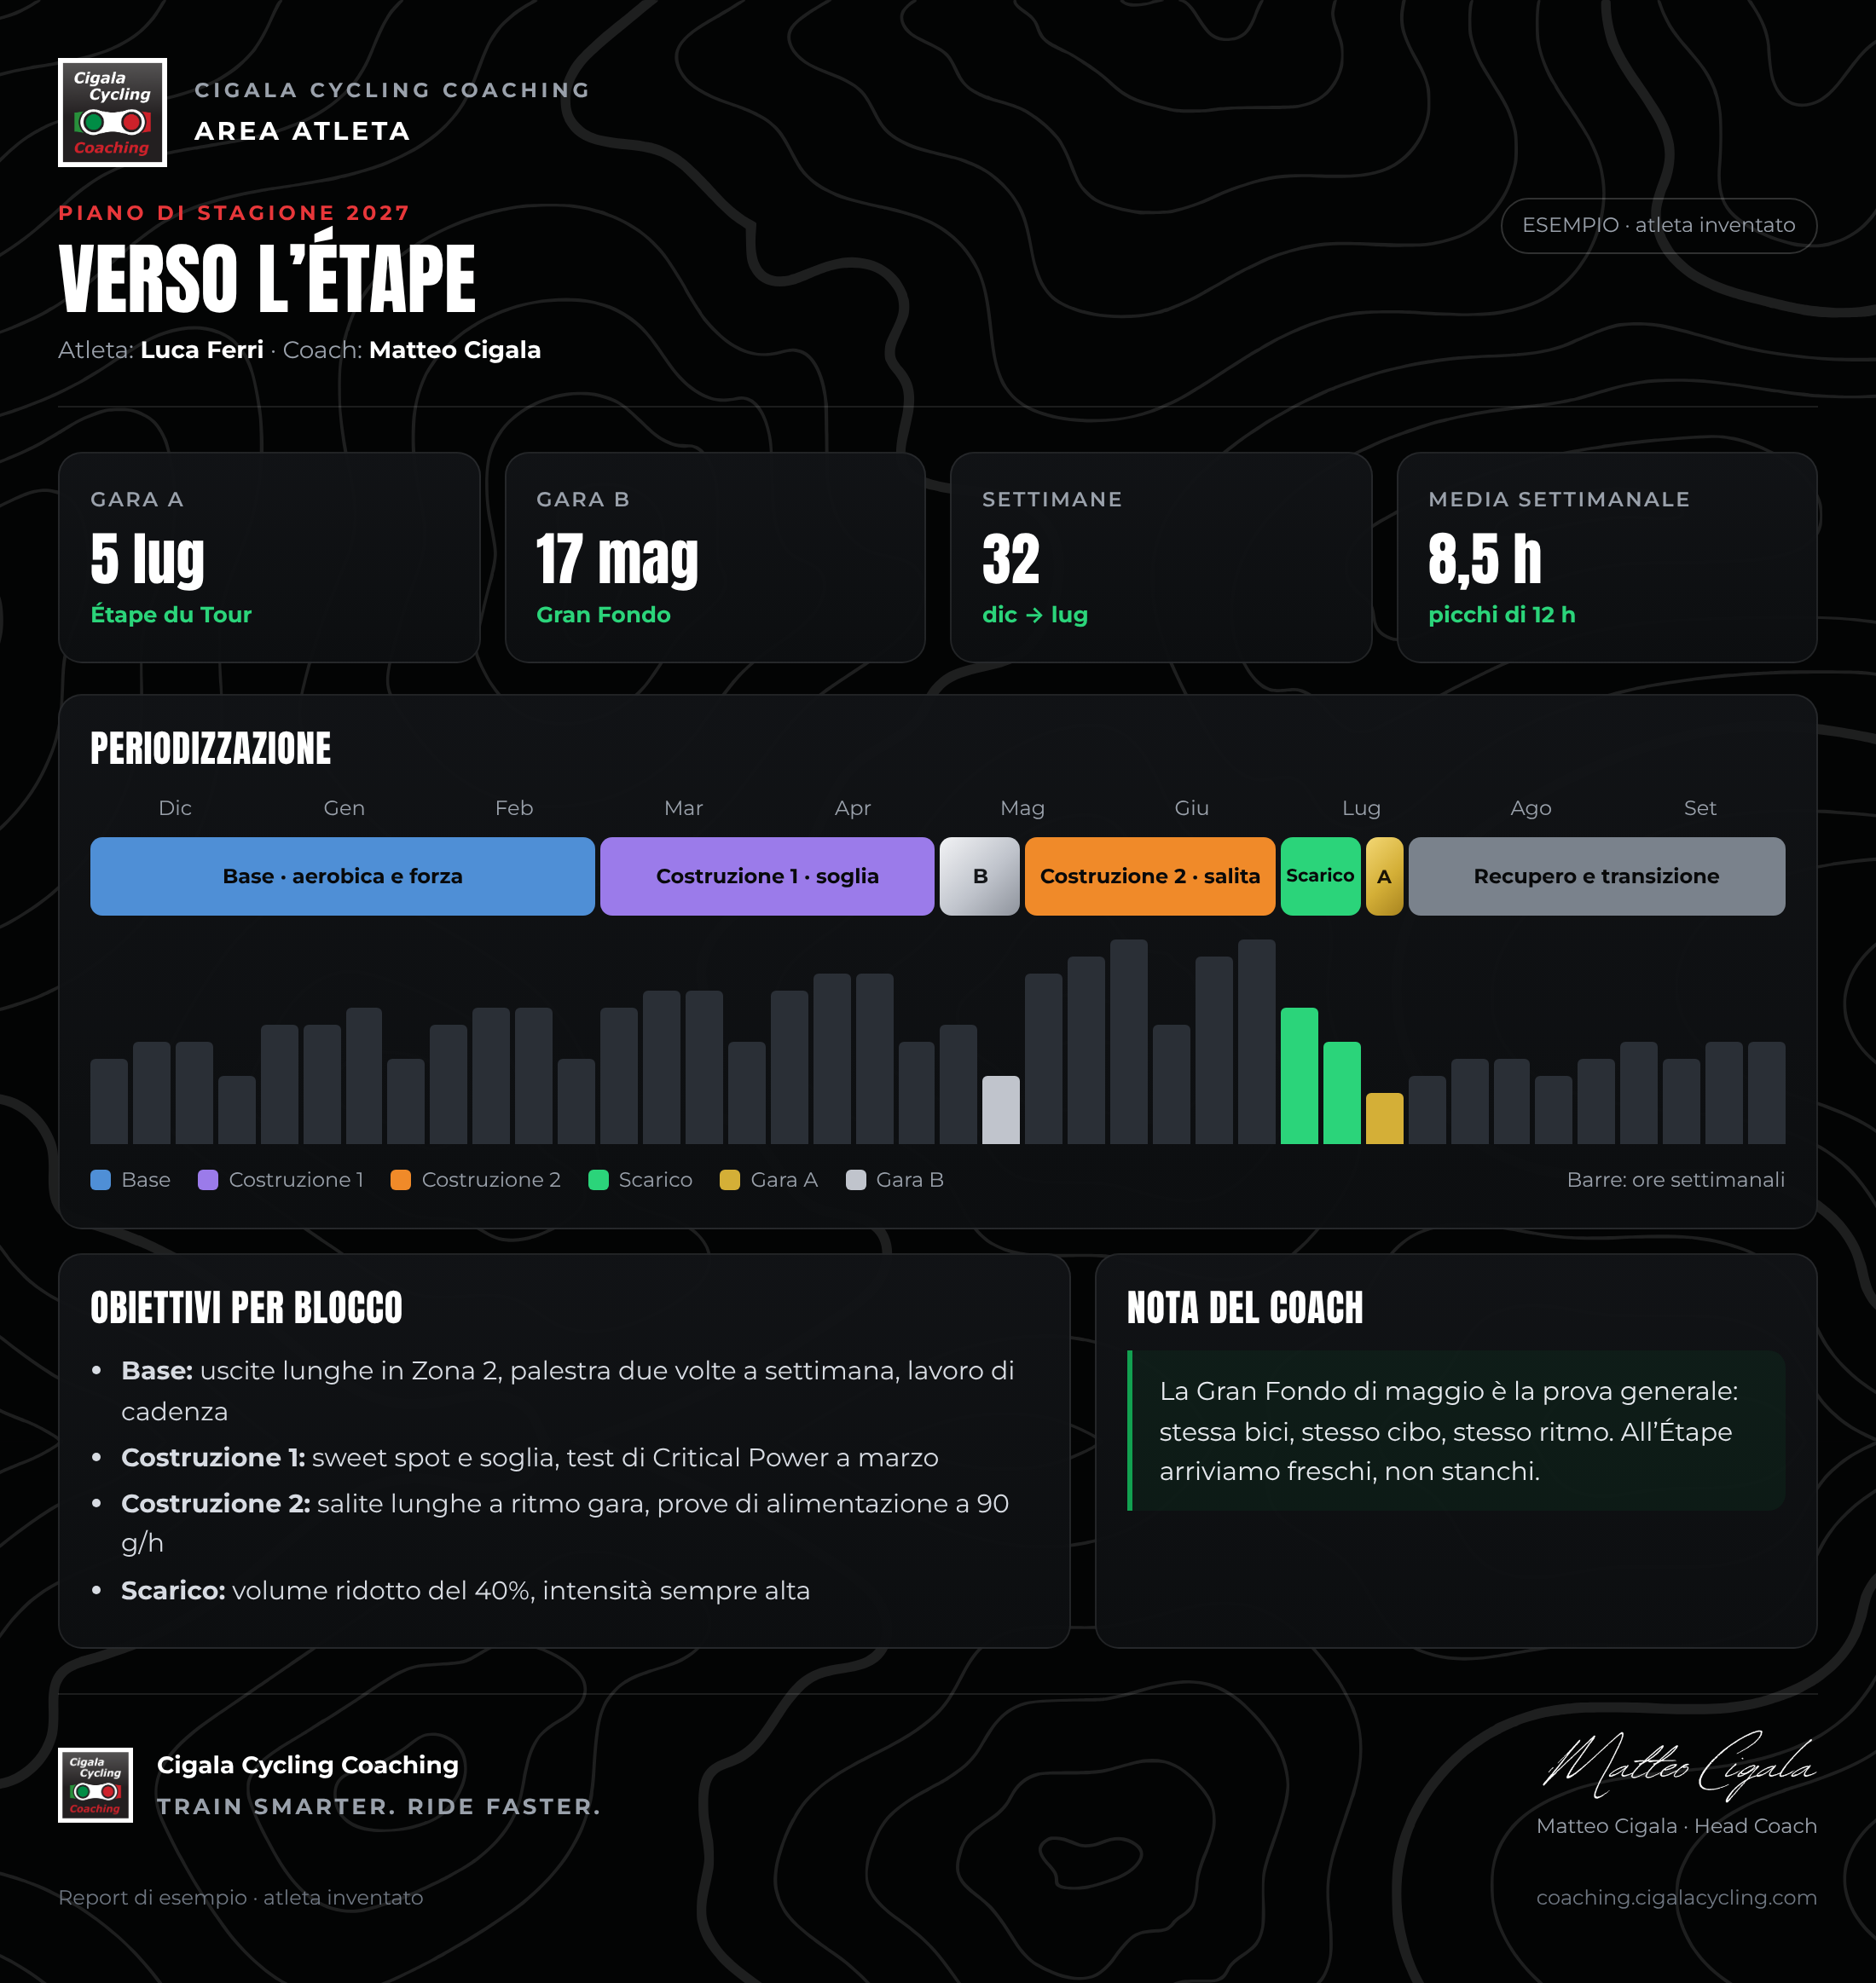 Cigala
Cycling
Coaching
CIGALA CYCLING COACHING
AREA ATLETA
PIANO DI STAGIONE 2027
VERSO L’ÉTAPE
Atleta: Luca Ferri · Coach: Matteo Cigala
ESEMPIO · atleta inventato
GARA A
5 lug
Étape du Tour
GARA B
17 mag
Gran Fondo
SETTIMANE
32
dic → lug
MEDIA SETTIMANALE
8,5 h
picchi di 12 h
PERIODIZZAZIONE
Dic Gen Feb Mar Apr Mag Giu Lug Ago Set
Base · aerobica e forza
Costruzione 1 · soglia
B
Costruzione 2 · salita
Scarico
A
Recupero e transizione
Base
Costruzione 1
Costruzione 2
Scarico
Gara A
Gara B
Barre: ore settimanali
OBIETTIVI PER BLOCCO
• Base: uscite lunghe in Zona 2, palestra due volte a settimana, lavoro di
cadenza
• Costruzione 1: sweet spot e soglia, test di Critical Power a marzo
• Costruzione 2: salite lunghe a ritmo gara, prove di alimentazione a 90
g/h
• Scarico: volume ridotto del 40%, intensità sempre alta
NOTA DEL COACH
La Gran Fondo di maggio è la prova generale:
stessa bici, stesso cibo, stesso ritmo. All’Étape
arriviamo freschi, non stanchi.
Cigala
Cycling
Coaching
Cigala Cycling Coaching
TRAIN SMARTER. RIDE FASTER.
Matteo Cigala
Matteo Cigala · Head Coach
Report di esempio · atleta inventato
coaching.cigalacycling.com